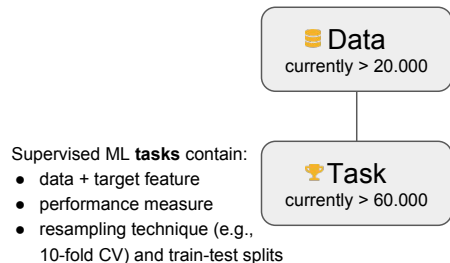 Data
currently > 20.000
Supervised ML tasks contain:
● data + target feature
● performance measure
● resampling technique (e.g.,
10-fold CV) and train-test splits
Task
currently > 60.000